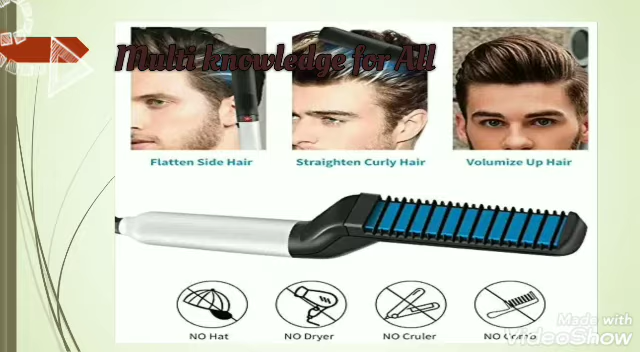 Multi knowledge for All
Flatten Side Hair
Straighten Curly Hair
Volumize Up Hair
NO Hat
NO Dryer
NO Cruler
NO
Made with
VideoShow